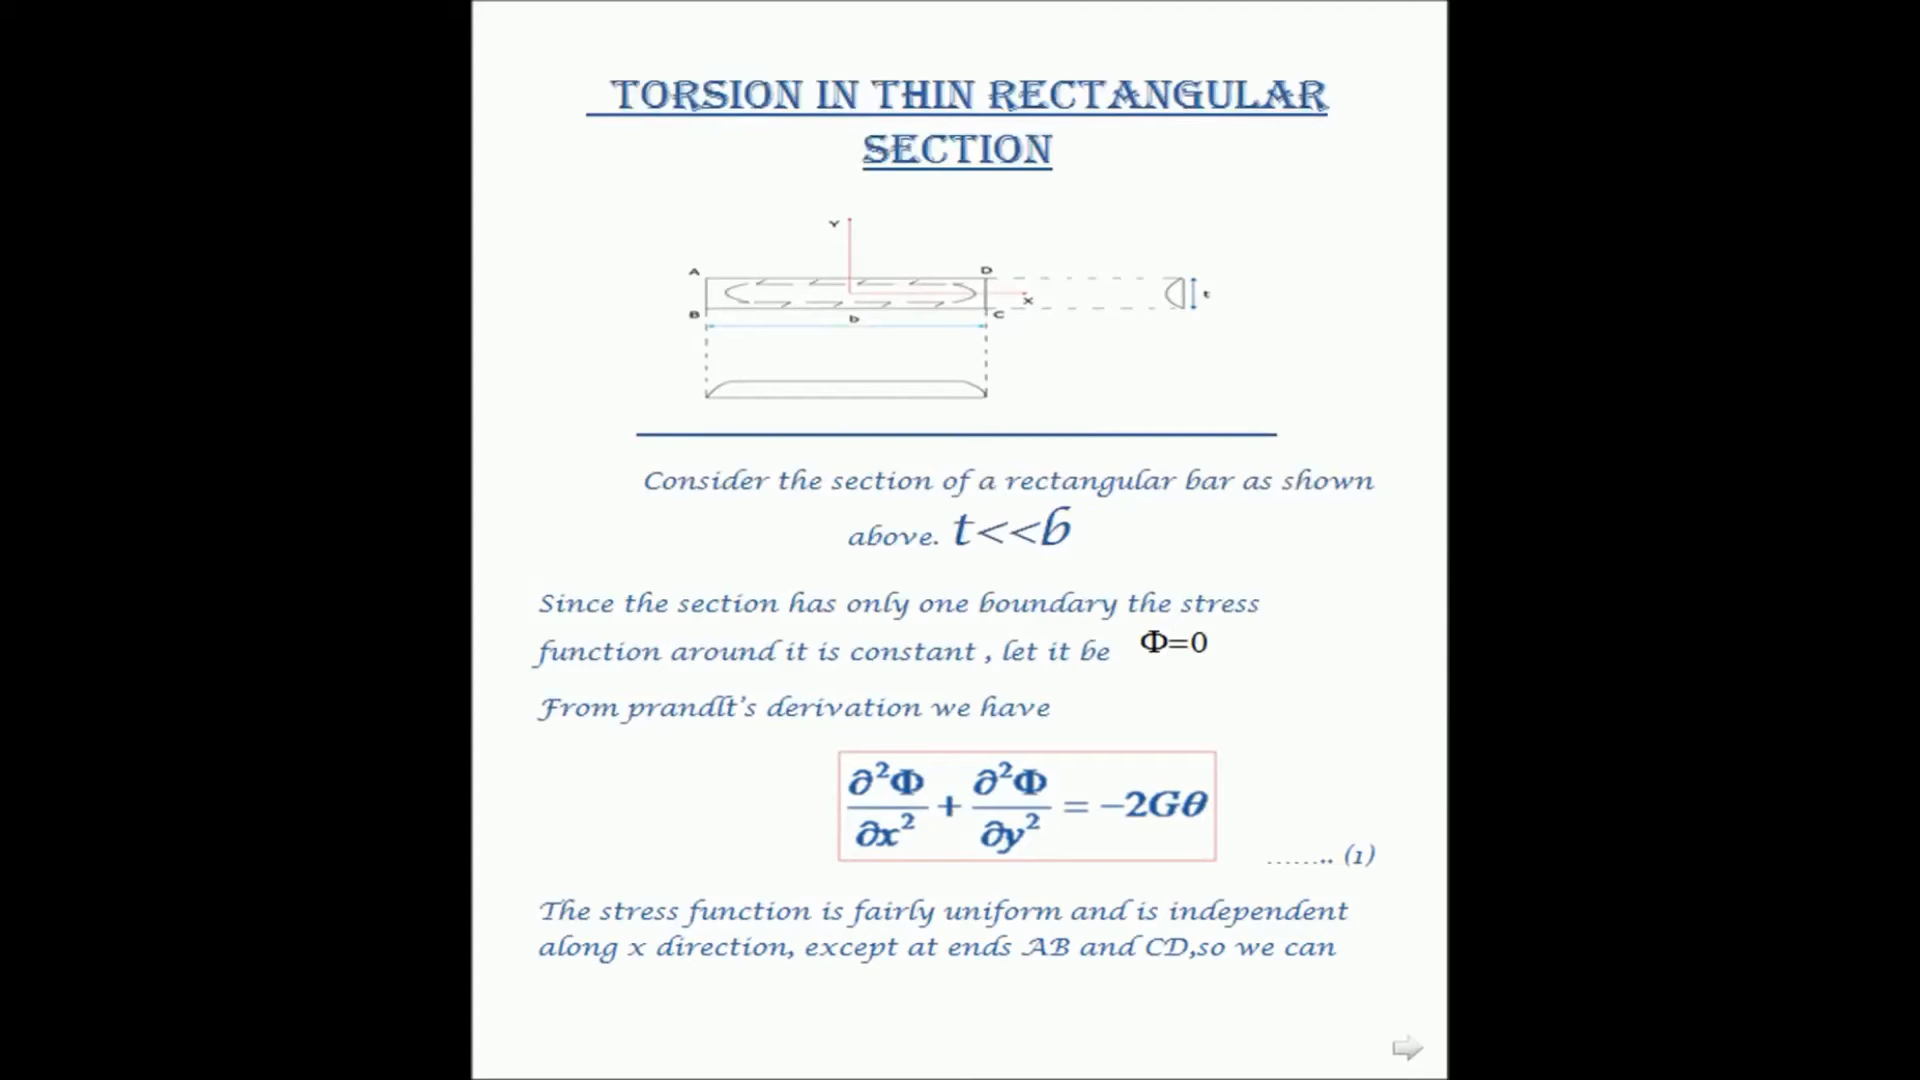 TORSION IN THIN RECTANGULAR
SECTION
Y
A
D
X
t
B
b
C
Consider the section of a rectangular bar as shown
above. t<<b
Since the section has only one boundary the stress
function around it is constant , let it be Φ=0
From prandlt's derivation we have
∂²Φ/∂x² + ∂²Φ/∂y² = −2Gθ
…….. (1)
The stress function is fairly uniform and is independent
along x direction, except at ends AB and CD,so we can